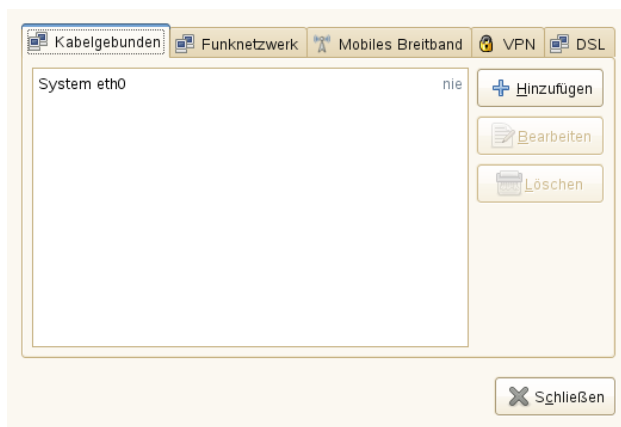 Kabelgebunden Funknetzwerk Mobiles Breitband VPN DSL
System eth0 nie
Hinzufügen
Bearbeiten
Löschen
Schließen